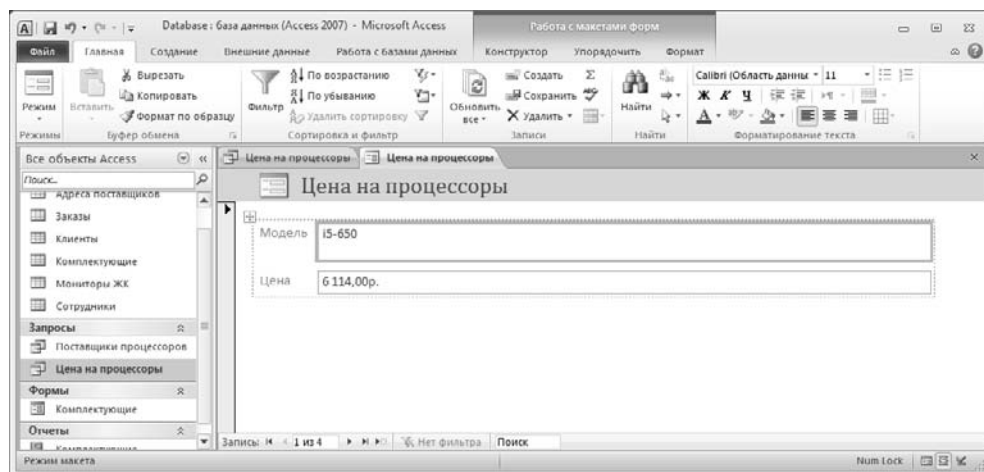 Database : база данных (Access 2007) - Microsoft Access
Работа с макетами форм
Файл Главная Создание Внешние данные Работа с базами данных Конструктор Упорядочить Формат
Режим
Режимы
Вставить
Вырезать
Копировать
Формат по образцу
Буфер обмена
Фильтр
По возрастанию
По убыванию
Удалить сортировку
Сортировка и фильтр
Обновить все
Создать
Сохранить
Удалить
Записи
Найти
Найти
Calibri (Область данны 11
Ж К Ч
Форматирование текста
Все объекты Access
Поиск...
Адреса поставщиков
Заказы
Клиенты
Комплектующие
Мониторы ЖК
Сотрудники
Запросы
Поставщики процессоров
Цена на процессоры
Формы
Комплектующие
Отчеты
Комплектующие
Цена на процессоры Цена на процессоры
Цена на процессоры
Модель i5-650
Цена 6 114,00р.
Запись: 1 из 4 Нет фильтра Поиск
Режим макета
Num Lock